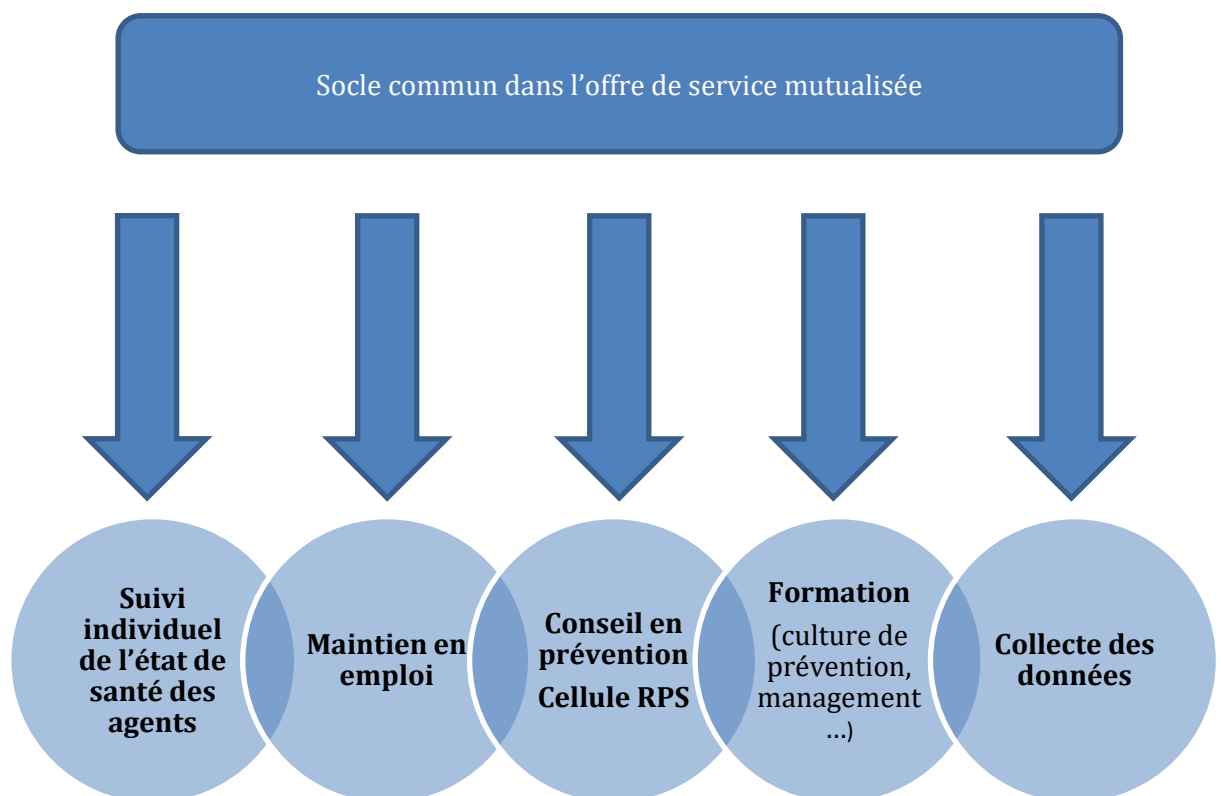 Socle commun dans l’offre de service mutualisée
Suivi
individuel
de l’état de
santé des
agents
Maintien en
emploi
Conseil en
prévention
Cellule RPS
Formation
(culture de
prévention,
management
…)
Collecte des
données